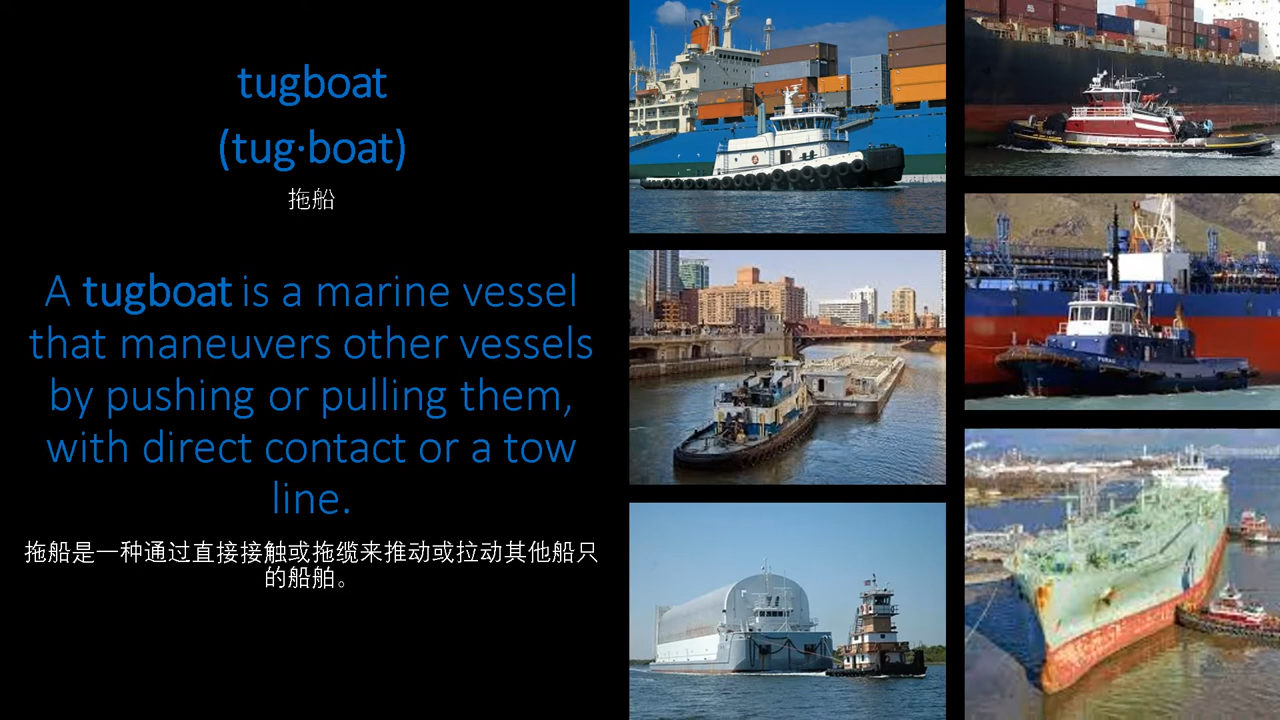 tugboat
(tug·boat)
拖船
A tugboat is a marine vessel
that maneuvers other vessels
by pushing or pulling them,
with direct contact or a tow
line.
拖船是一种通过直接接触或拖缆来推动或拉动其他船只
的船舶。